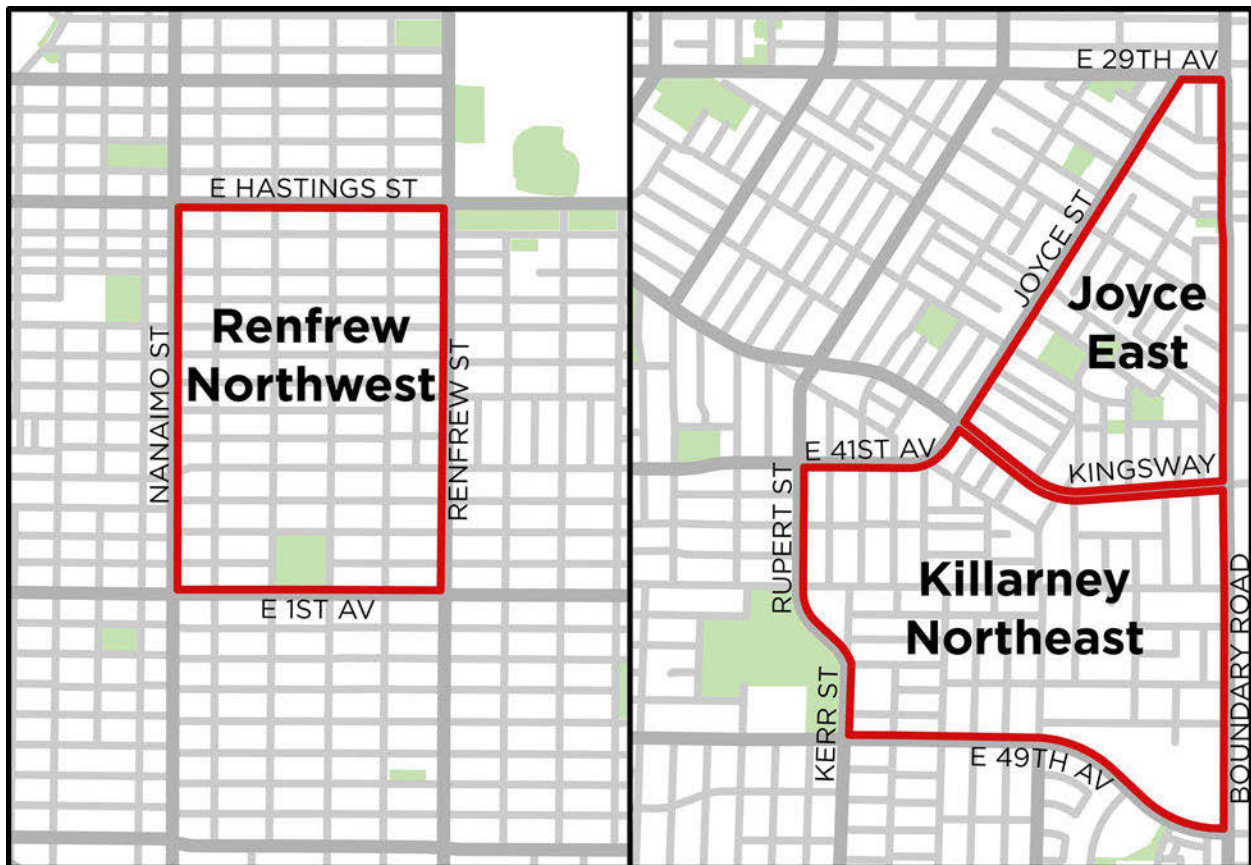 E HASTINGS ST
Renfrew
Northwest
NANAIMO ST
RENFREW ST
E 1ST AV
E 29TH AV
JOYCE ST
Joyce
East
E 41ST AV
KINGSWAY
RUPERT ST
Killarney
Northeast
KERR ST
E 49TH AV
BOUNDARY ROAD